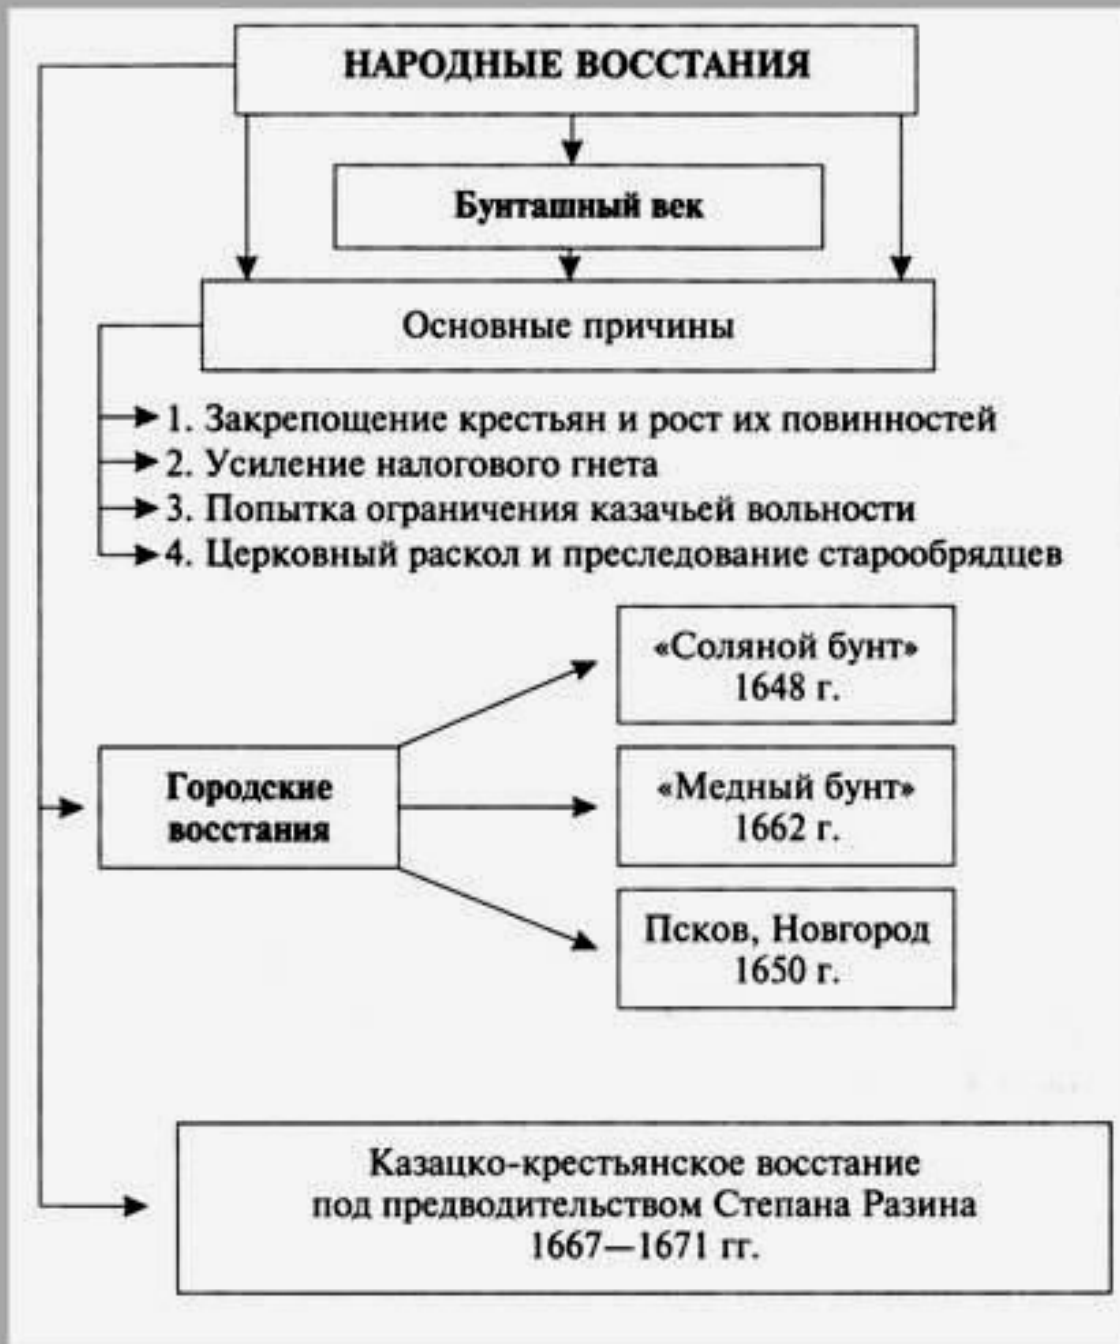 НАРОДНЫЕ ВОССТАНИЯ
Бунташный век
Основные причины
1. Закрепощение крестьян и рост их повинностей
2. Усиление налогового гнета
3. Попытка ограничения казачьей вольности
4. Церковный раскол и преследование старообрядцев
«Соляной бунт»
1648 г.
Городские
восстания
«Медный бунт»
1662 г.
Псков, Новгород
1650 г.
Казацко-крестьянское восстание
под предводительством Степана Разина
1667—1671 гг.